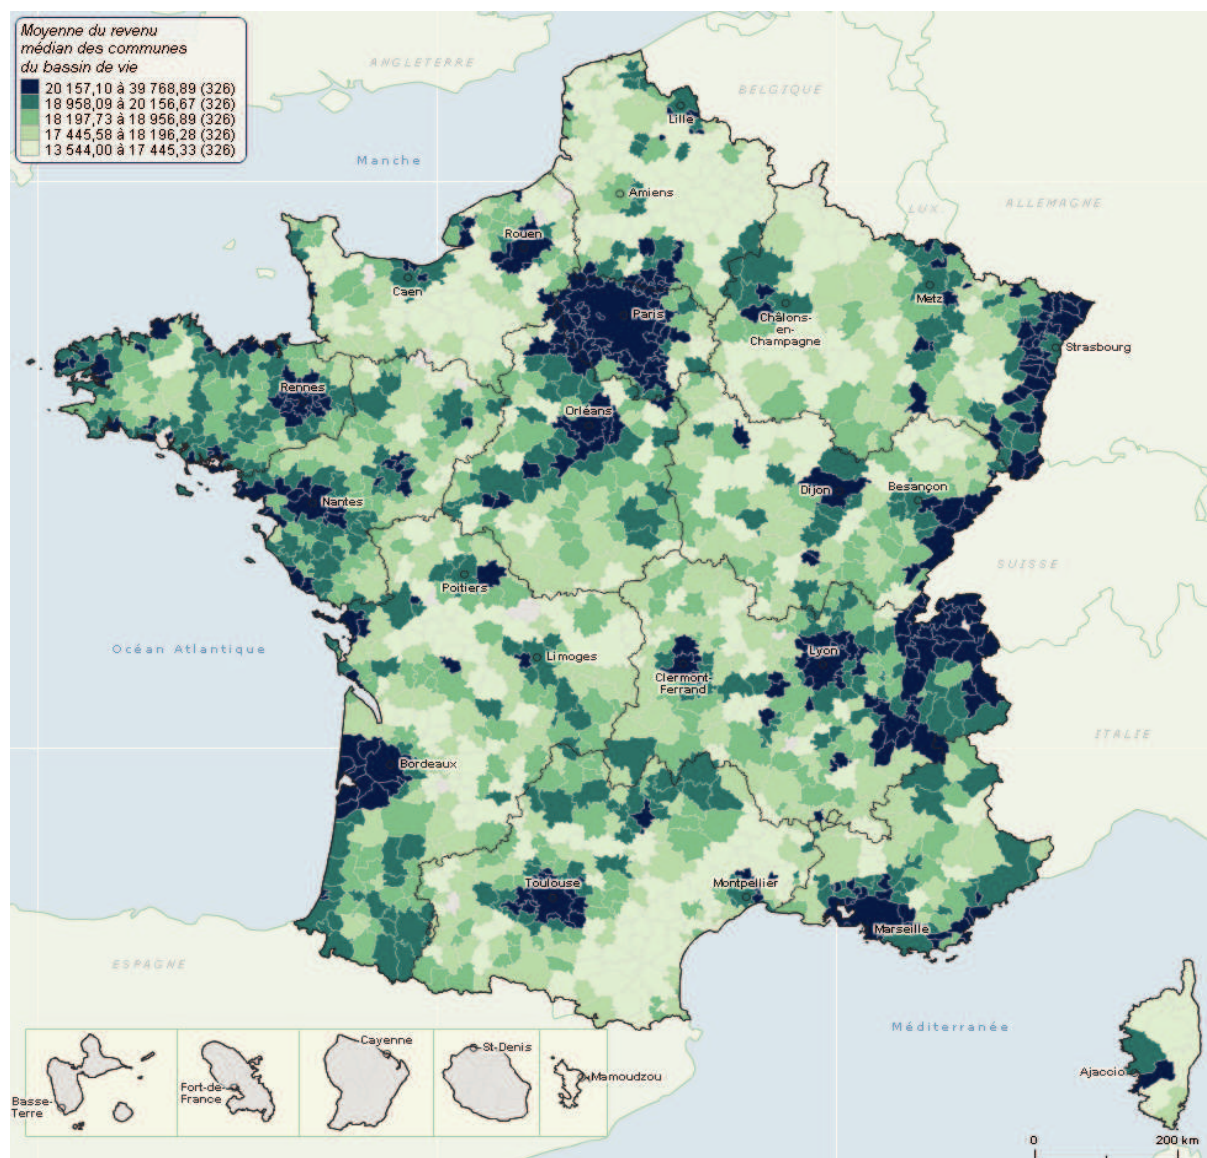 Moyenne du revenu
médian des communes
du bassin de vie
20 157,10 à 39 768,89 (326)
18 958,09 à 20 156,67 (326)
18 197,73 à 18 956,89 (326)
17 445,58 à 18 196,28 (326)
13 544,00 à 17 445,33 (326)
ANGLETERRE
BELGIQUE
Lille
Manche
Amiens
LUX.
ALLEMAGNE
Rouen
Caen
Metz
Paris
Châlons-
en-
Champagne
Strasbourg
Rennes
Orléans
Nantes
Dijon
Besançon
SUISSE
Poitiers
Océan Atlantique
Limoges
Lyon
Clermont-
Ferrand
ITALIE
Bordeaux
Toulouse
Montpellier
Marseille
ESPAGNE
Méditerranée
Cayenne
St-Denis
Mamoudzou
Fort-de-
France
Basse-
Terre
Ajaccio
0 200 km